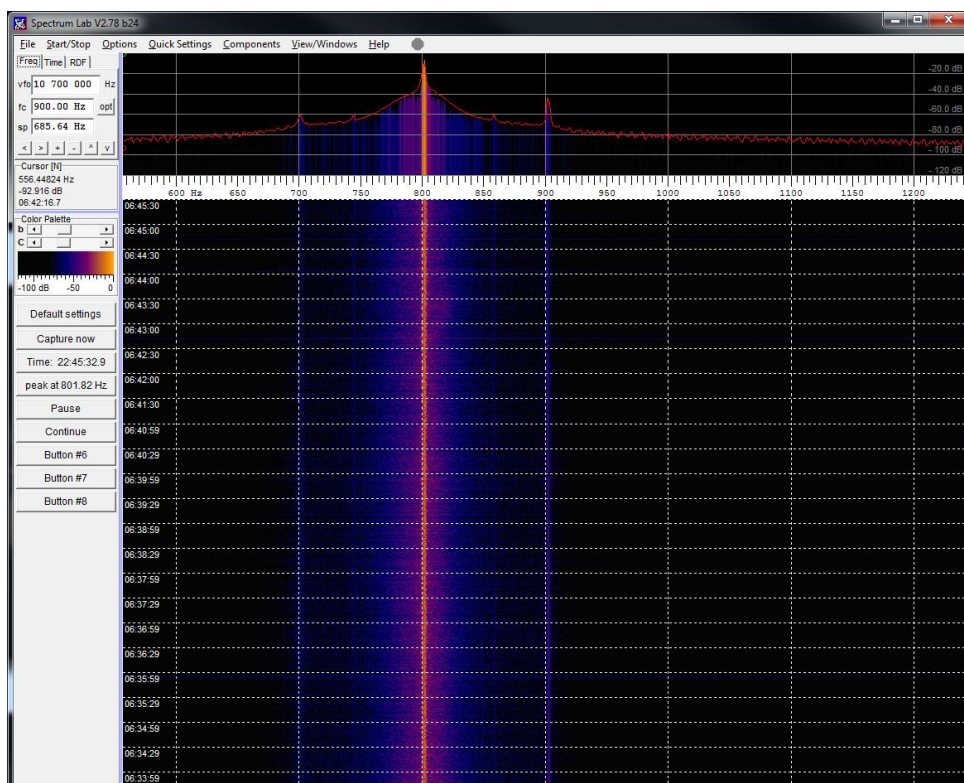 Spectrum Lab V2.78 b24
File Start/Stop Options Quick Settings Components View/Windows Help
Freq Time RDF
vfo 10 700 000 Hz
fc 900.00 Hz opt
sp 685.64 Hz
< > + - ^ v
Cursor [N]
556.44824 Hz
-92.916 dB
06:42:16.7
Color Palette
b
C
-100 dB -50 0
Default settings
Capture now
Time: 22:45:32.9
peak at 801.82 Hz
Pause
Continue
Button #6
Button #7
Button #8
-20.0 dB
-40.0 dB
-60.0 dB
-80.0 dB
-100 dB
-120 dB
600 Hz 650 700 750 800 850 900 950 1000 1050 1100 1150 1200
06:45:30
06:45:00
06:44:30
06:44:00
06:43:30
06:43:00
06:42:30
06:42:00
06:41:30
06:40:59
06:40:29
06:39:59
06:39:29
06:38:59
06:38:29
06:37:59
06:37:29
06:36:59
06:36:29
06:35:59
06:35:29
06:34:59
06:34:29
06:33:59